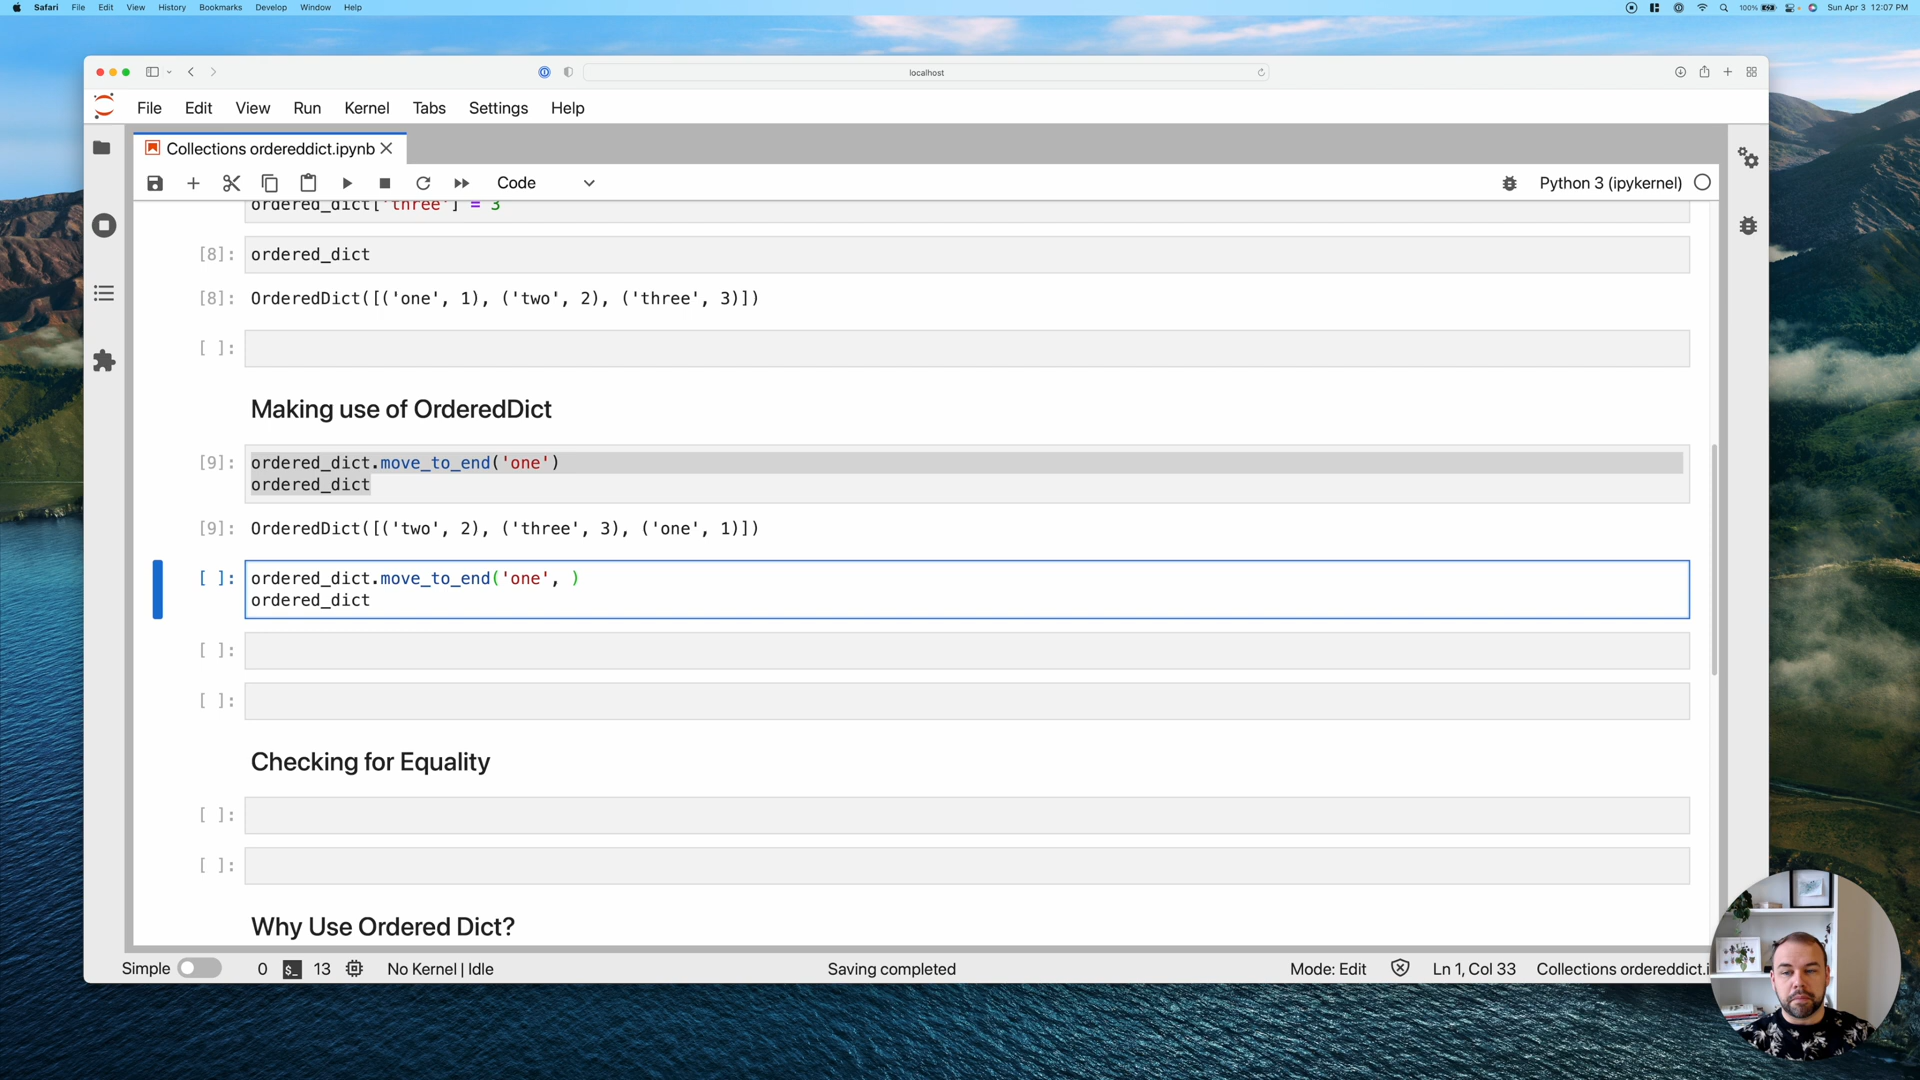 Safari File Edit View History Bookmarks Develop Window Help 100% Sun Apr 3 12:07 PM
localhost
File Edit View Run Kernel Tabs Settings Help
Collections ordereddict.ipynb
Code Python 3 (ipykernel)
ordered_dict['three'] = 3
[8]: ordered_dict
[8]: OrderedDict([('one', 1), ('two', 2), ('three', 3)])
[ ]:
Making use of OrderedDict
[9]: ordered_dict.move_to_end('one')
ordered_dict
[9]: OrderedDict([('two', 2), ('three', 3), ('one', 1)])
[ ]: ordered_dict.move_to_end('one', )
ordered_dict
[ ]:
[ ]:
Checking for Equality
[ ]:
[ ]:
Why Use Ordered Dict?
Simple 0 $_ 13 No Kernel | Idle Saving completed Mode: Edit Ln 1, Col 33 Collections ordereddict.i